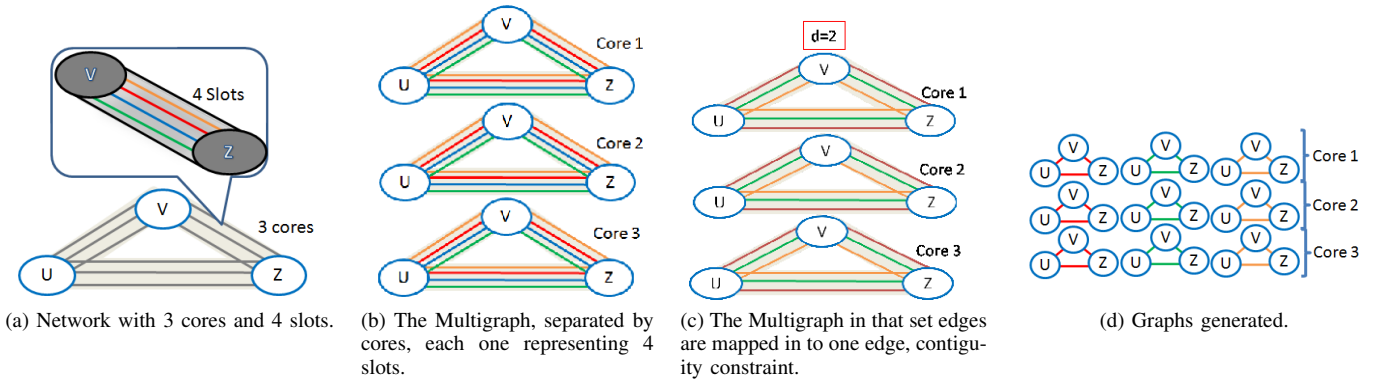 V
4 Slots
Z
V
3 cores
U
Z
(a) Network with 3 cores and 4 slots.
V
Core 1
U
Z
V
Core 2
U
Z
V
Core 3
U
Z
(b) The Multigraph, separated by
cores, each one representing 4
slots.
d=2
V
Core 1
U
Z
V
Core 2
U
Z
V
Core 3
U
Z
(c) The Multigraph in that set edges
are mapped in to one edge, contigu-
ity constraint.
V V V
U Z U Z U Z
Core 1
V V V
U Z U Z U Z
Core 2
V V V
U Z U Z U Z
Core 3
(d) Graphs generated.